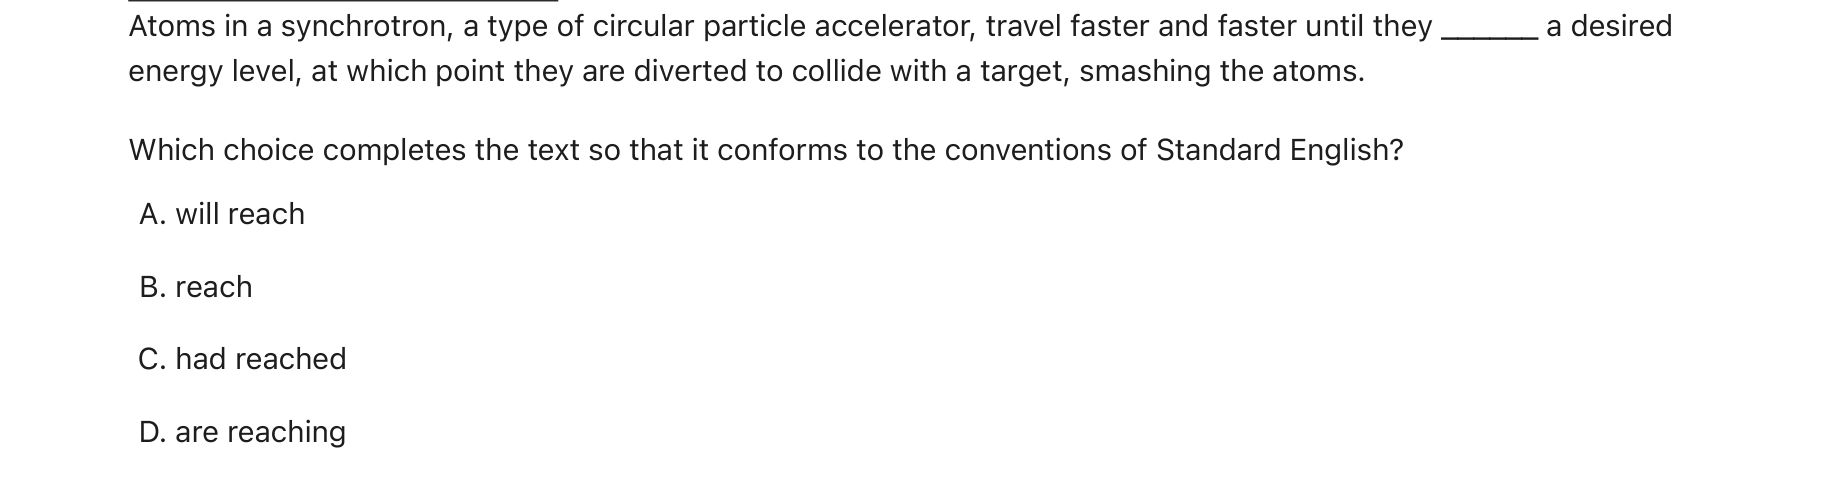 Atoms in a synchrotron, a type of circular particle accelerator, travel faster and faster until they ______ a desired
energy level, at which point they are diverted to collide with a target, smashing the atoms.
Which choice completes the text so that it conforms to the conventions of Standard English?
A. will reach
B. reach
C. had reached
D. are reaching